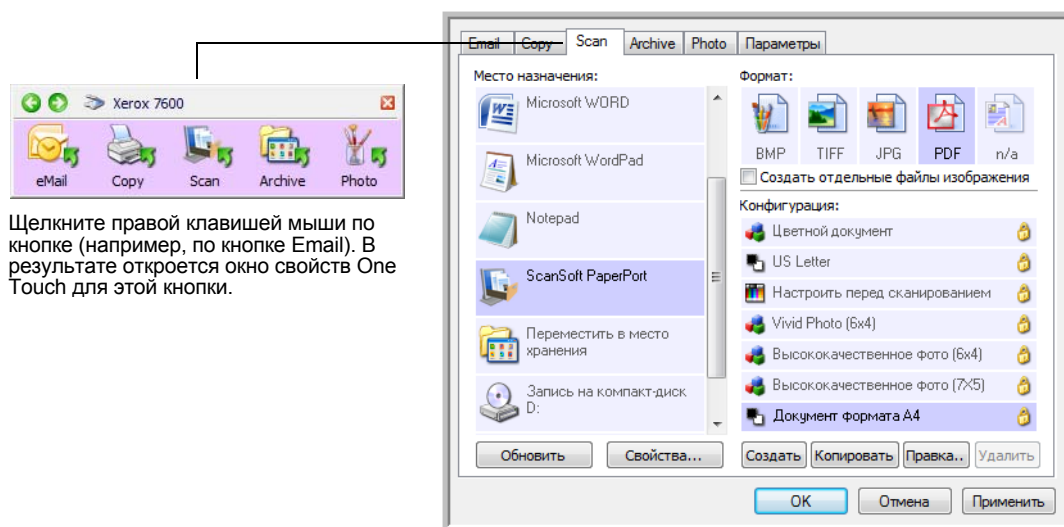 Xerox 7600
eMail
Copy
Scan
Archive
Photo
Щелкните правой клавишей мыши по
кнопке (например, по кнопке Email). В
результате откроется окно свойств One
Touch для этой кнопки.
Email
Copy
Scan
Archive
Photo
Параметры
Место назначения:
Microsoft WORD
Microsoft WordPad
Notepad
ScanSoft PaperPort
Переместить в место
хранения
Запись на компакт-диск
D:
Обновить
Свойства...
Формат:
BMP
TIFF
JPG
PDF
n/a
Создать отдельные файлы изображения
Конфигурация:
Цветной документ
US Letter
Настроить перед сканированием
Vivid Photo (6x4)
Высококачественное фото (6x4)
Высококачественное фото (7X5)
Документ формата A4
Создать
Копировать
Правка..
Удалить
OK
Отмена
Применить